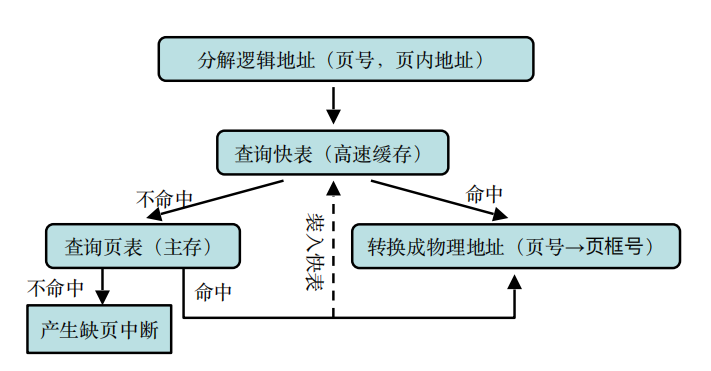 分解逻辑地址（页号，页内地址）
查询快表（高速缓存）
不命中
命中
装入快表
查询页表（主存）
转换成物理地址（页号→页框号）
不命中
命中
产生缺页中断